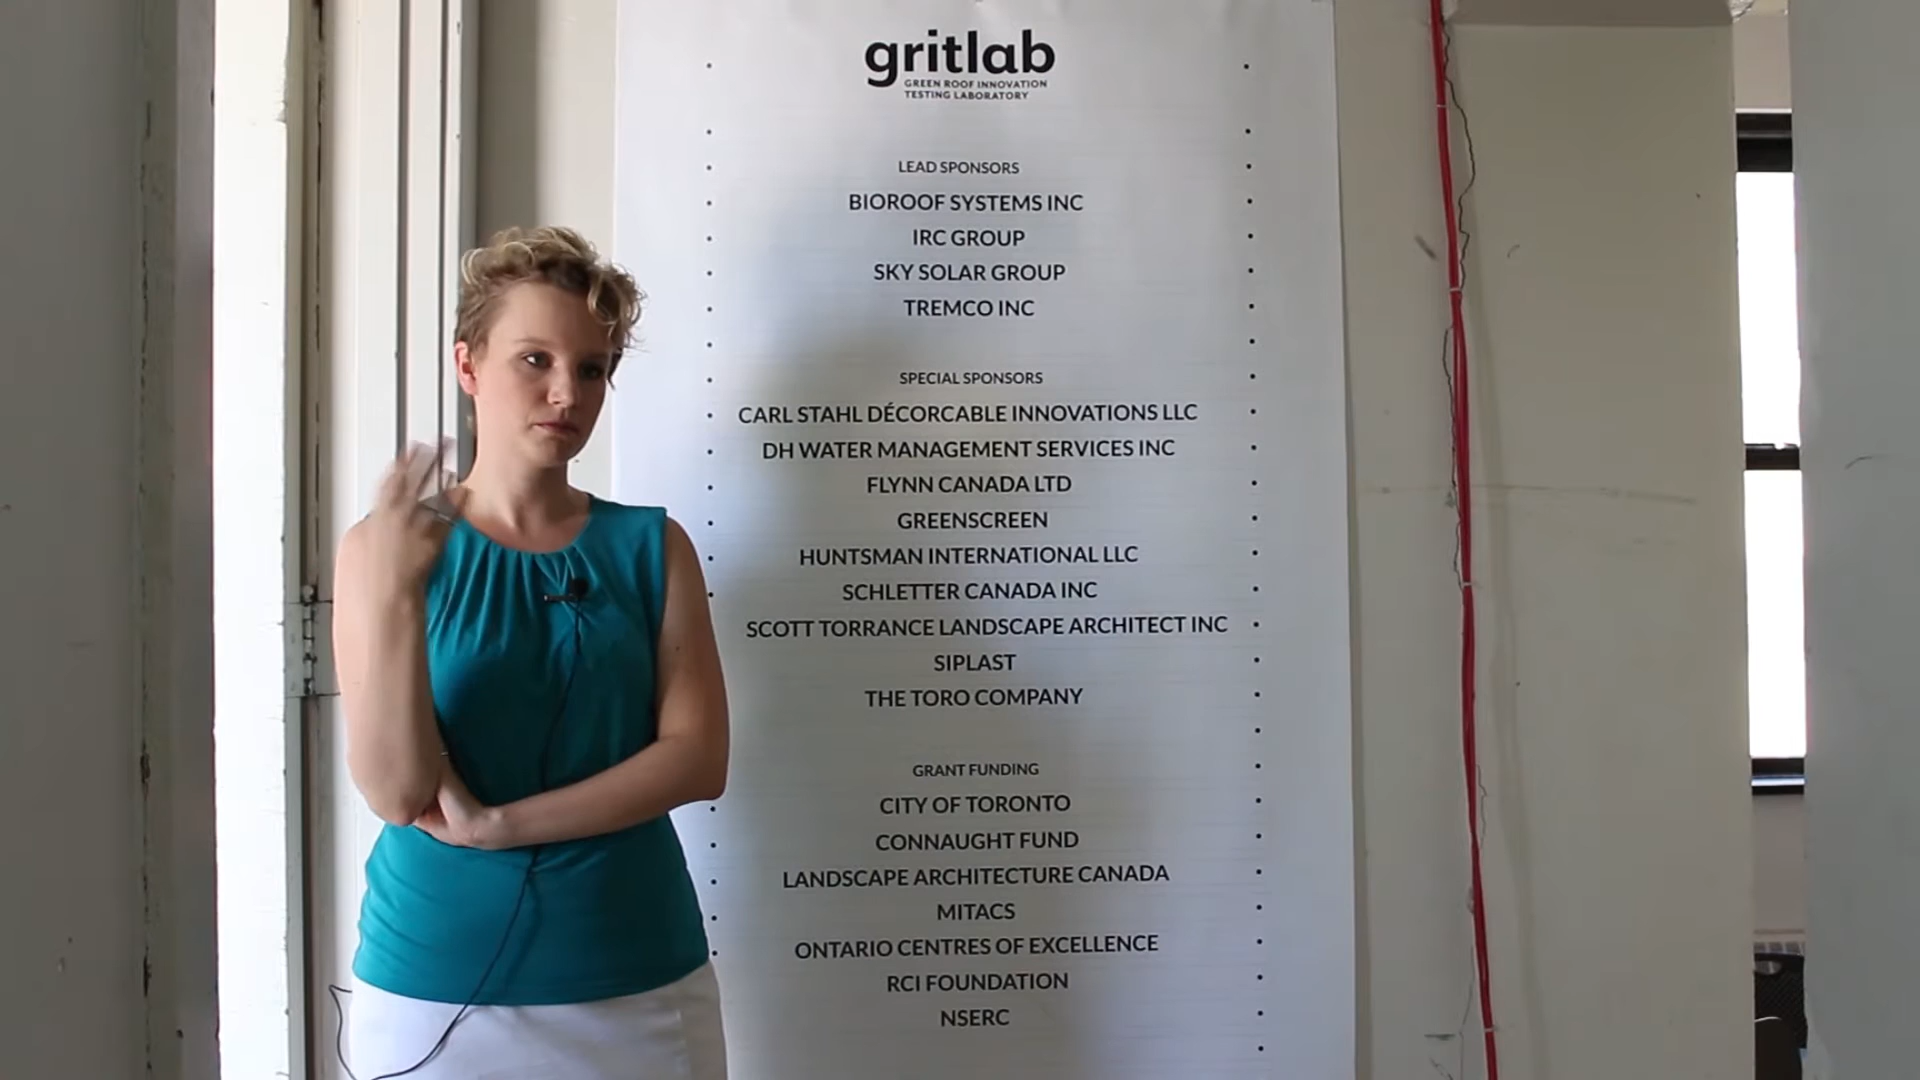 gritlab
GREEN ROOF INNOVATION
TESTING LABORATORY
LEAD SPONSORS
BIOROOF SYSTEMS INC
IRC GROUP
SKY SOLAR GROUP
TREMCO INC
SPECIAL SPONSORS
CARL STAHL DÉCORCABLE INNOVATIONS LLC
DH WATER MANAGEMENT SERVICES INC
FLYNN CANADA LTD
GREENSCREEN
HUNTSMAN INTERNATIONAL LLC
SCHLETTER CANADA INC
SCOTT TORRANCE LANDSCAPE ARCHITECT INC
SIPLAST
THE TORO COMPANY
GRANT FUNDING
CITY OF TORONTO
CONNAUGHT FUND
LANDSCAPE ARCHITECTURE CANADA
MITACS
ONTARIO CENTRES OF EXCELLENCE
RCI FOUNDATION
NSERC